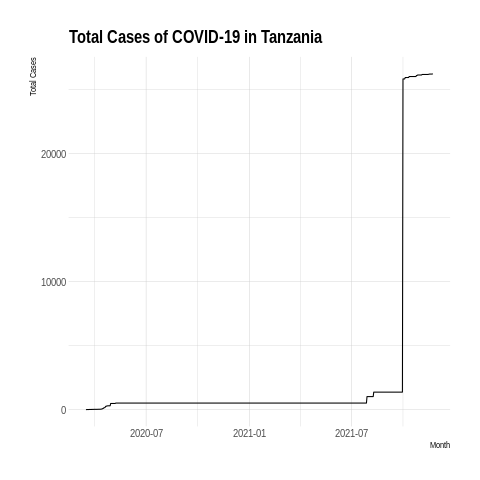 Total Cases of COVID-19 in Tanzania
Total Cases
20000
10000
0
2020-07
2021-01
2021-07
Month